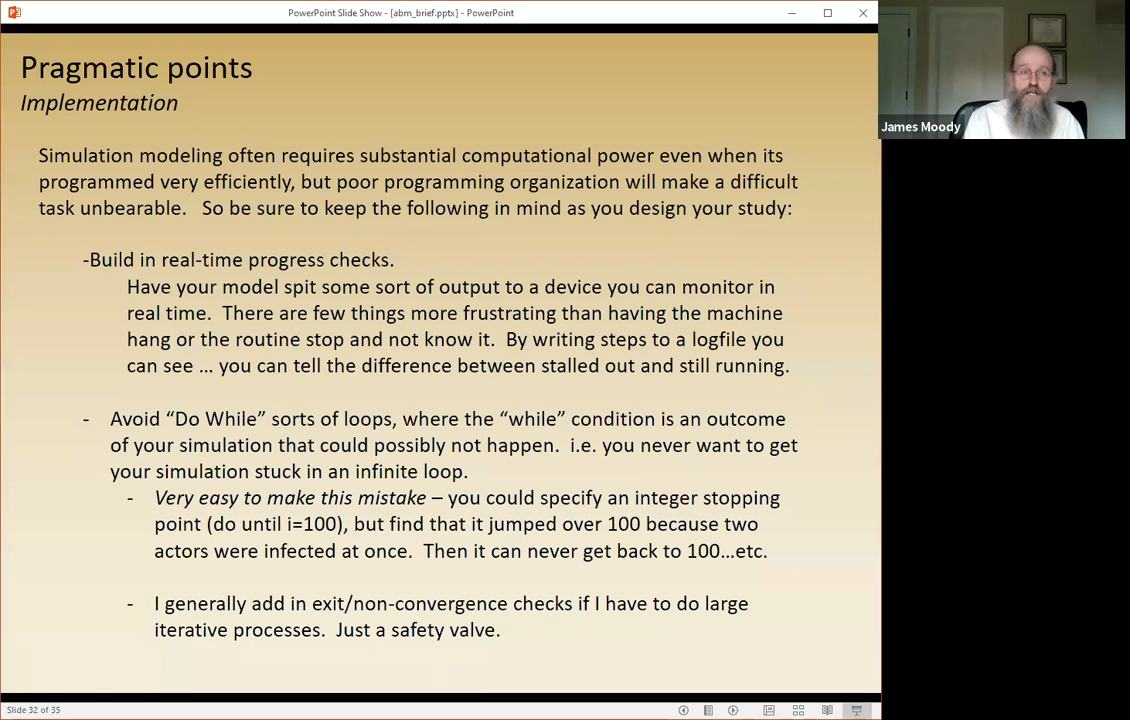 PowerPoint Slide Show - [abm_brief.pptx] - PowerPoint
Pragmatic points
Implementation
Simulation modeling often requires substantial computational power even when its
programmed very efficiently, but poor programming organization will make a difficult
task unbearable.   So be sure to keep the following in mind as you design your study:
-Build in real-time progress checks.
Have your model spit some sort of output to a device you can monitor in
real time.  There are few things more frustrating than having the machine
hang or the routine stop and not know it.  By writing steps to a logfile you
can see … you can tell the difference between stalled out and still running.
- Avoid “Do While” sorts of loops, where the “while” condition is an outcome
of your simulation that could possibly not happen.  i.e. you never want to get
your simulation stuck in an infinite loop.
- Very easy to make this mistake – you could specify an integer stopping
point (do until i=100), but find that it jumped over 100 because two
actors were infected at once.  Then it can never get back to 100…etc.
- I generally add in exit/non-convergence checks if I have to do large
iterative processes.  Just a safety valve.
Slide 32 of 35
James Moody